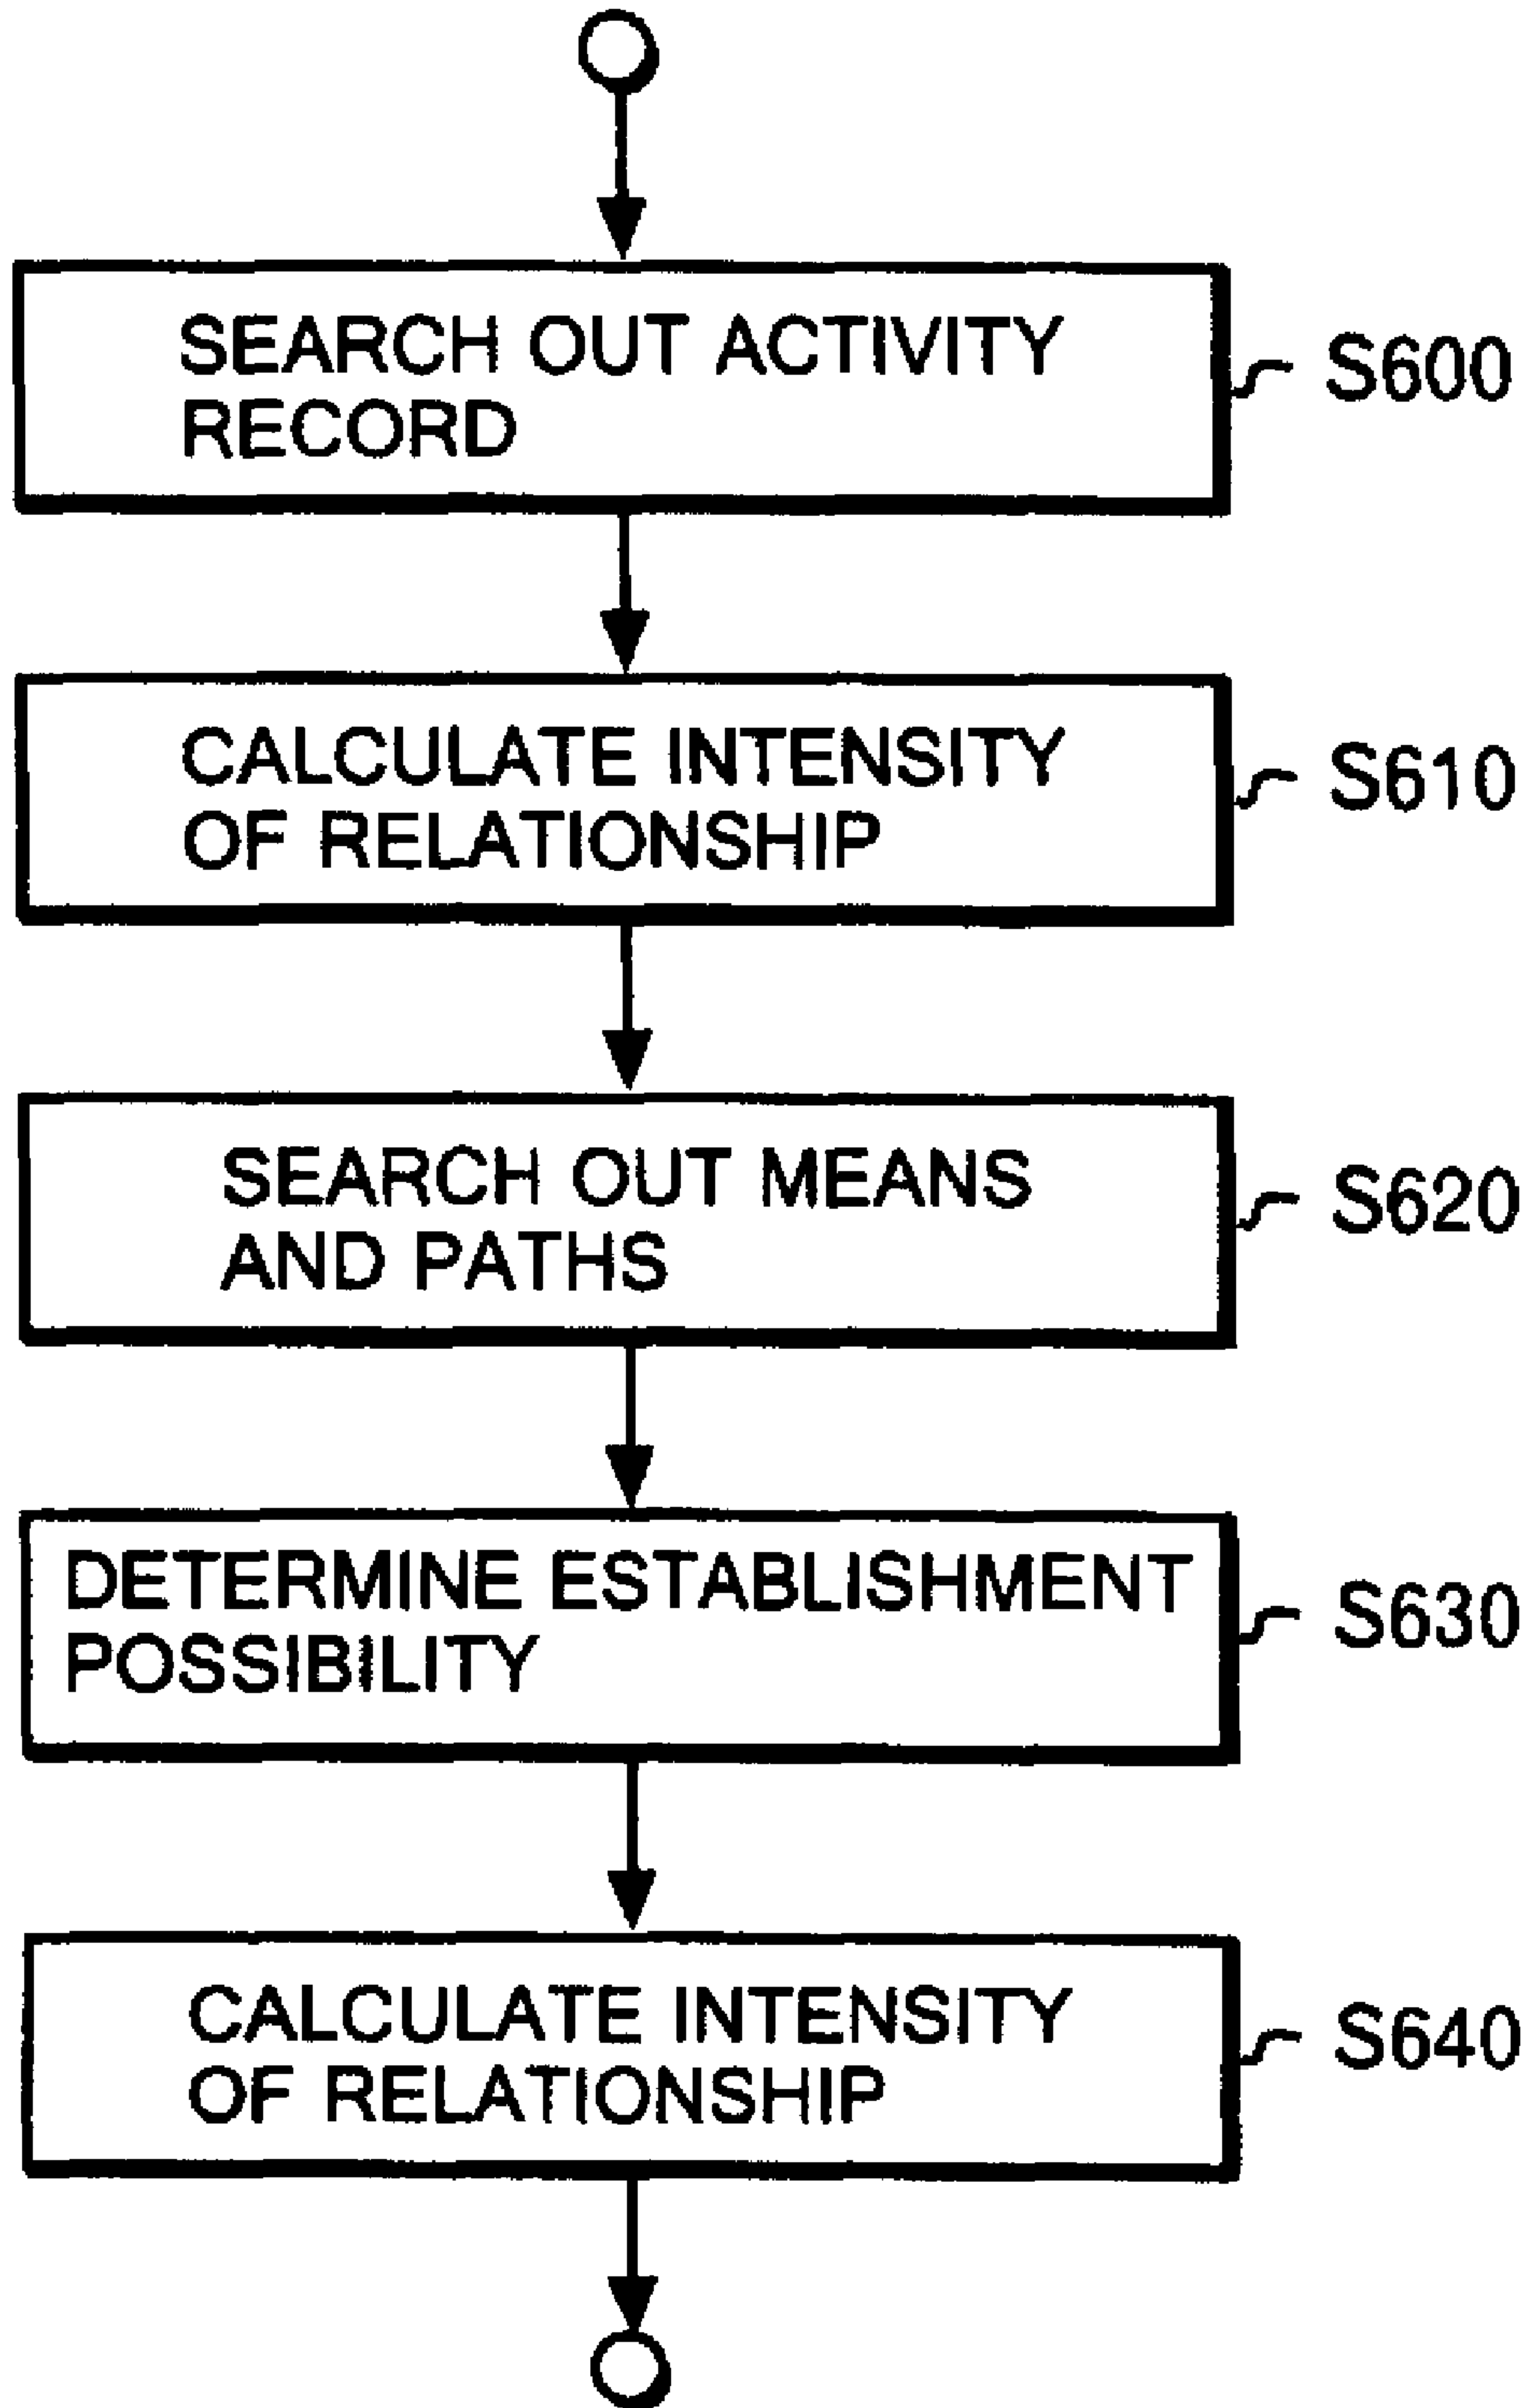 SEARCH OUT ACTIVITY
RECORD
S600
CALCULATE INTENSITY
OF RELATIONSHIP
S610
SEARCH OUT MEANS
AND PATHS
S620
DETERMINE ESTABLISHMENT
POSSIBILITY
S630
CALCULATE INTENSITY
OF RELATIONSHIP
S640